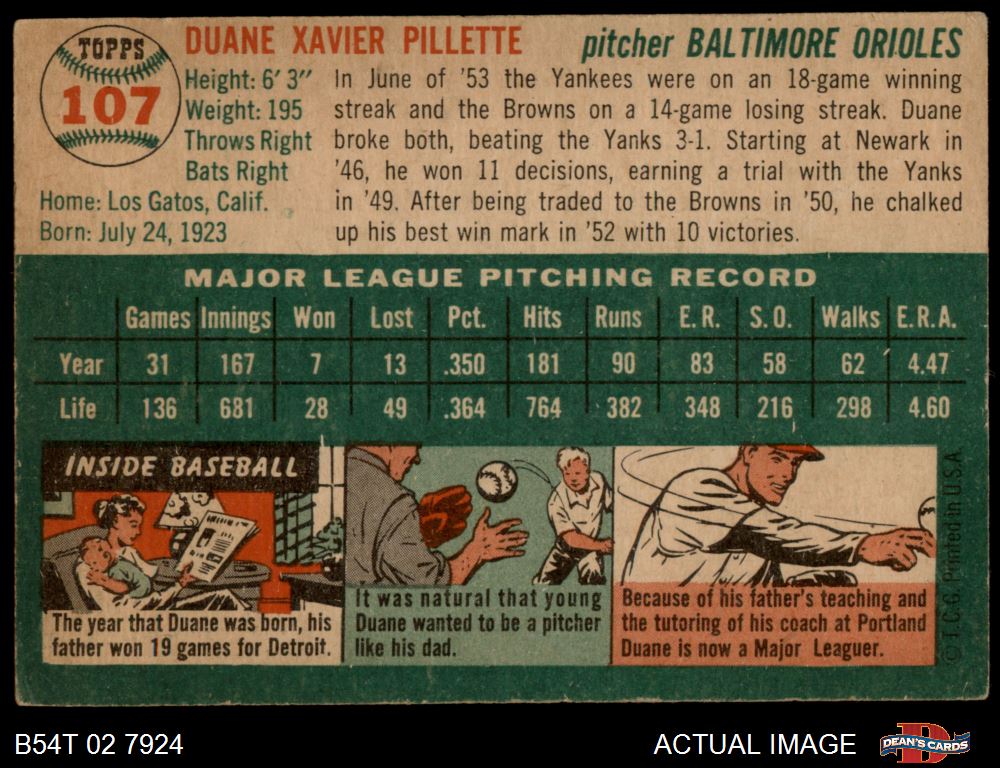 TOPPS
107
DUANE XAVIER PILLETTE
pitcher BALTIMORE ORIOLES
Height: 6' 3"
Weight: 195
Throws Right
Bats Right
Home: Los Gatos, Calif.
Born: July 24, 1923
In June of '53 the Yankees were on an 18-game winning
streak and the Browns on a 14-game losing streak. Duane
broke both, beating the Yanks 3-1. Starting at Newark in
'46, he won 11 decisions, earning a trial with the Yanks
in '49. After being traded to the Browns in '50, he chalked
up his best win mark in '52 with 10 victories.
MAJOR LEAGUE PITCHING RECORD
Games Innings Won Lost Pct. Hits Runs E. R. S. O. Walks E.R.A.
Year 31 167 7 13 .350 181 90 83 58 62 4.47
Life 136 681 28 49 .364 764 382 348 216 298 4.60
INSIDE BASEBALL
The year that Duane was born, his
father won 19 games for Detroit.
It was natural that young
Duane wanted to be a pitcher
like his dad.
Because of his father's teaching and
the tutoring of his coach at Portland
Duane is now a Major Leaguer.
© T.C.G. Printed in U.S.A.
B54T 02 7924
ACTUAL IMAGE
DEAN'S CARDS